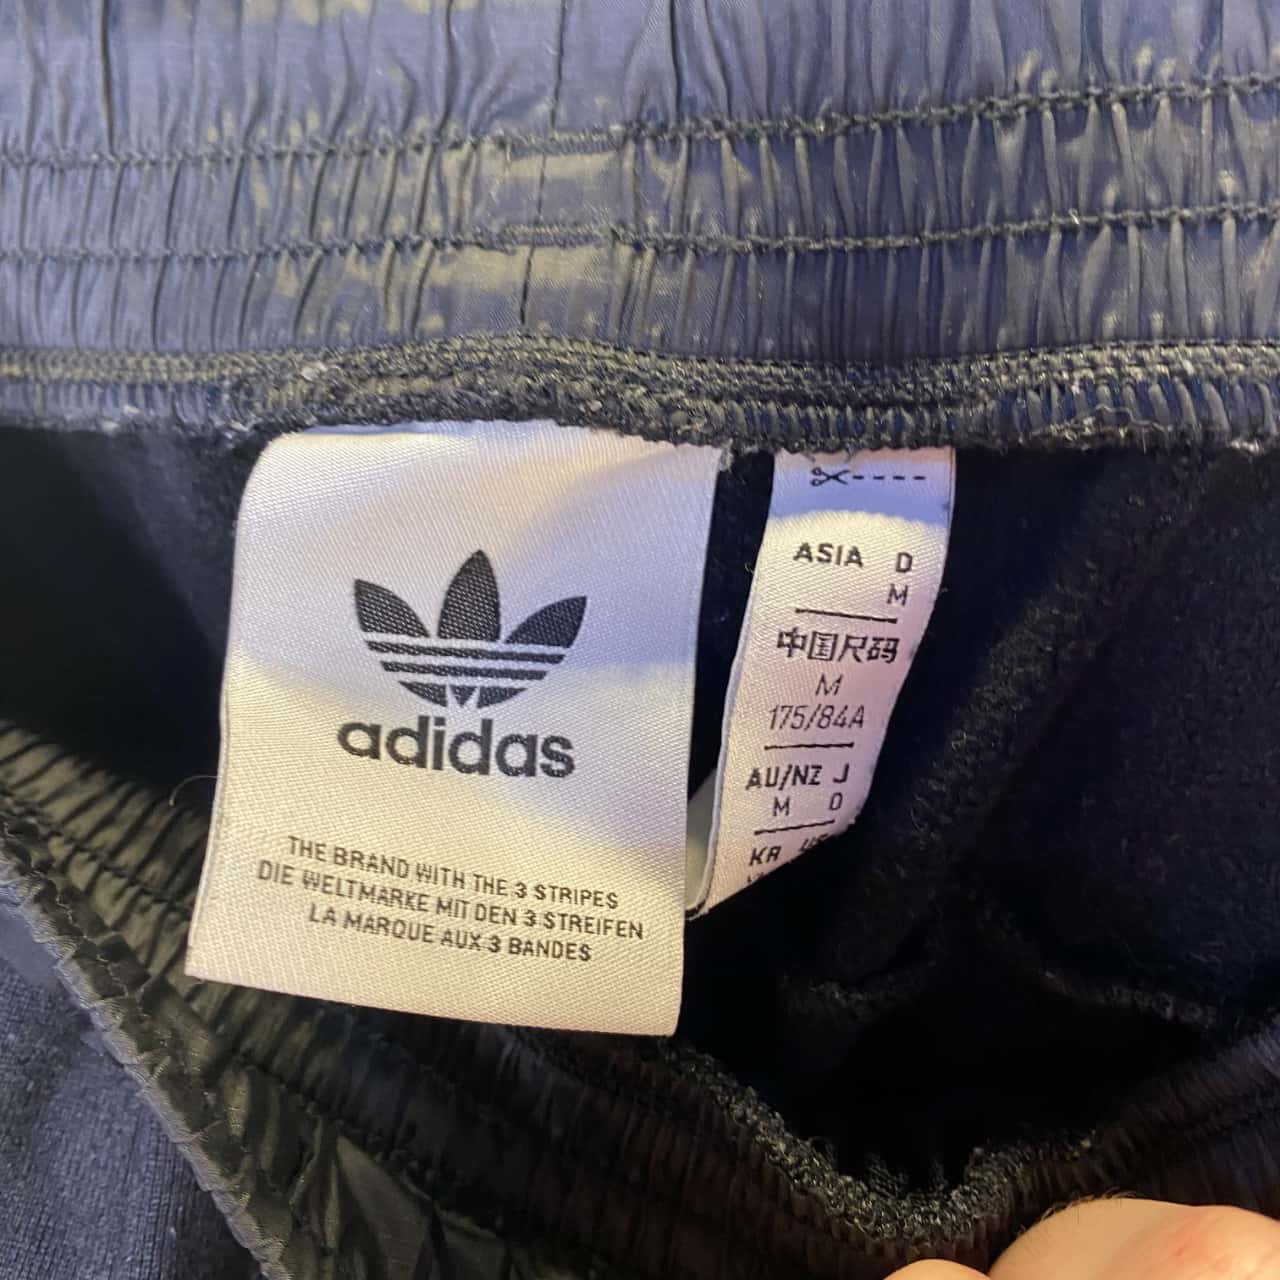 adidas
THE BRAND WITH THE 3 STRIPES
DIE WELTMARKE MIT DEN 3 STREIFEN
LA MARQUE AUX 3 BANDES
ASIA D
M
中国尺码
M
175/84A
AU/NZ J
M O
KR